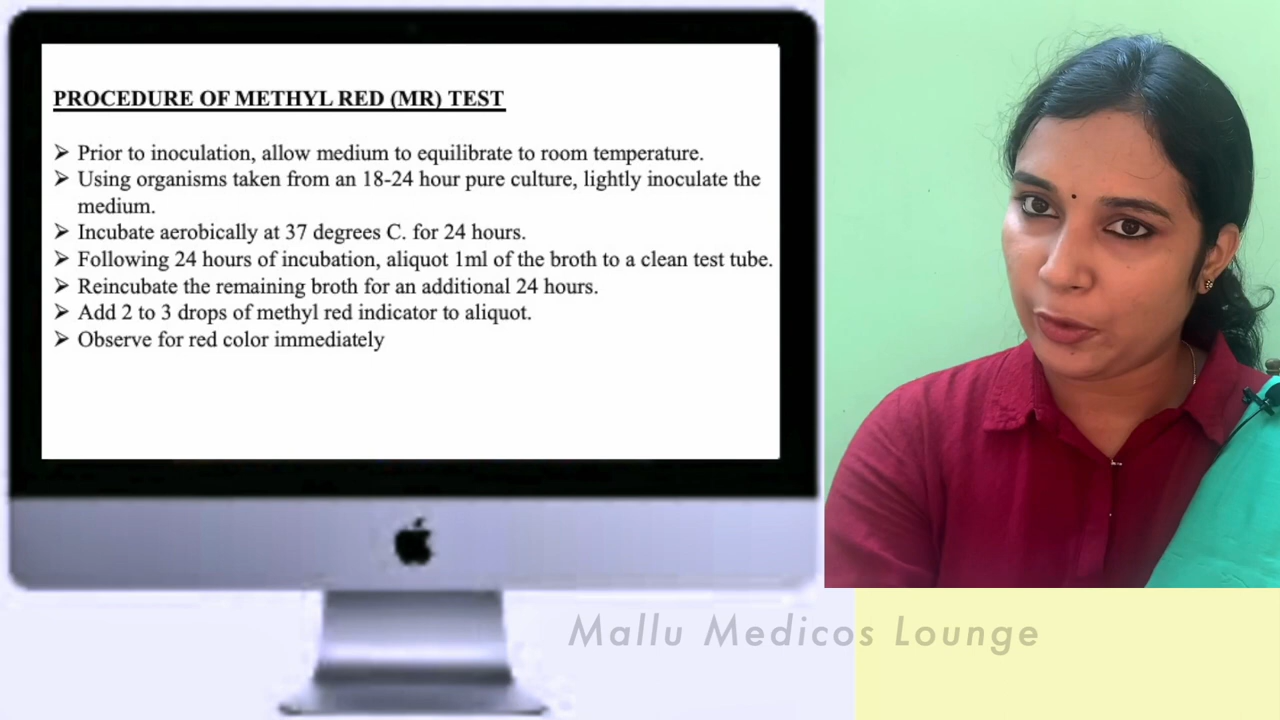 PROCEDURE OF METHYL RED (MR) TEST
➢ Prior to inoculation, allow medium to equilibrate to room temperature.
➢ Using organisms taken from an 18-24 hour pure culture, lightly inoculate the
medium.
➢ Incubate aerobically at 37 degrees C. for 24 hours.
➢ Following 24 hours of incubation, aliquot 1ml of the broth to a clean test tube.
➢ Reincubate the remaining broth for an additional 24 hours.
➢ Add 2 to 3 drops of methyl red indicator to aliquot.
➢ Observe for red color immediately
Mallu Medicos Lounge